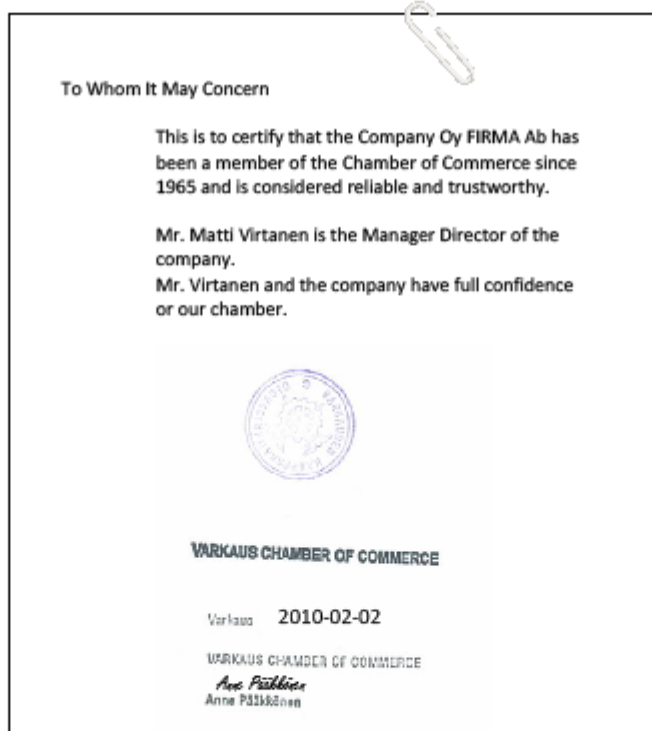 To Whom It May Concern
This is to certify that the Company Oy FIRMA Ab has
been a member of the Chamber of Commerce since
1965 and is considered reliable and trustworthy.
Mr. Matti Virtanen is the Manager Director of the
company.
Mr. Virtanen and the company have full confidence
or our chamber.
VARKAUS CHAMBER OF COMMERCE
Varkaus 2010-02-02
VARKAUS CHAMBER OF COMMERCE
Anne Pääkkönen
Anne Pääkkönen